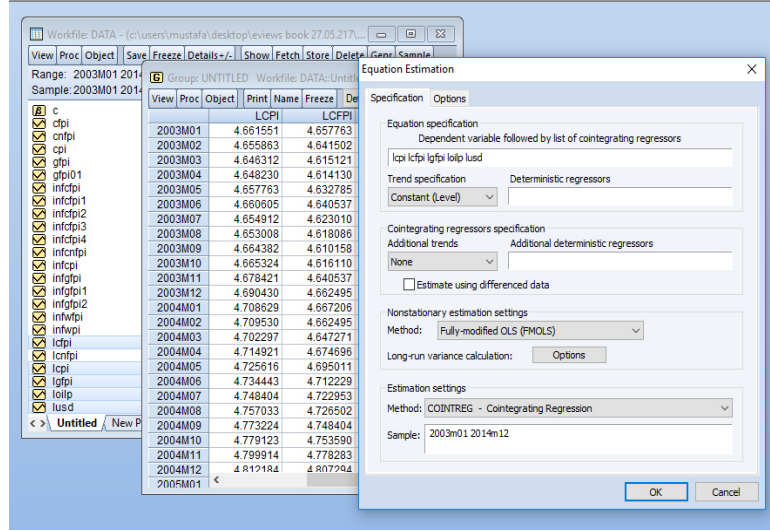 Workfile: DATA - (c:\users\mustafa\desktop\eviews book 27.05.217\...
View Proc Object Save Freeze Details+/- Show Fetch Store Delete Genr Sample
Range: 2003M01 201
Sample: 2003M01 201
c
cfpi
cnfpi
cpi
gfpi
gfpi01
infcfpi
infcfpi1
infcfpi2
infcfpi3
infcfpi4
infcnfpi
infcpi
infgfpi
infgfpi1
infgfpi2
infwfpi
infwpi
lcfpi
lcnfpi
lcpi
lgfpi
loilp
lusd
Untitled New P
Group: UNTITLED Workfile: DATA::Untitle
View Proc Object Print Name Freeze De
LCPI LCFPI
2003M01 4.661551 4.657763
2003M02 4.655863 4.641502
2003M03 4.646312 4.615121
2003M04 4.648230 4.614130
2003M05 4.657763 4.632785
2003M06 4.660605 4.640537
2003M07 4.654912 4.623010
2003M08 4.653008 4.618086
2003M09 4.664382 4.610158
2003M10 4.665324 4.616110
2003M11 4.678421 4.640537
2003M12 4.690430 4.662495
2004M01 4.708629 4.667206
2004M02 4.709530 4.662495
2004M03 4.702297 4.647271
2004M04 4.714921 4.674696
2004M05 4.725616 4.695011
2004M06 4.734443 4.712229
2004M07 4.748404 4.722953
2004M08 4.757033 4.726502
2004M09 4.773224 4.748404
2004M10 4.779123 4.753590
2004M11 4.799914 4.778283
2004M12 4.812184 4.807294
2005M01
Equation Estimation
Specification Options
Equation specification
Dependent variable followed by list of cointegrating regressors
lcpi lcfpi lgfpi loilp lusd
Trend specification Deterministic regressors
Constant (Level)
Cointegrating regressors specification
Additional trends Additional deterministic regressors
None
Estimate using differenced data
Nonstationary estimation settings
Method: Fully-modified OLS (FMOLS)
Long-run variance calculation: Options
Estimation settings
Method: COINTREG - Cointegrating Regression
Sample: 2003m01 2014m12
OK Cancel